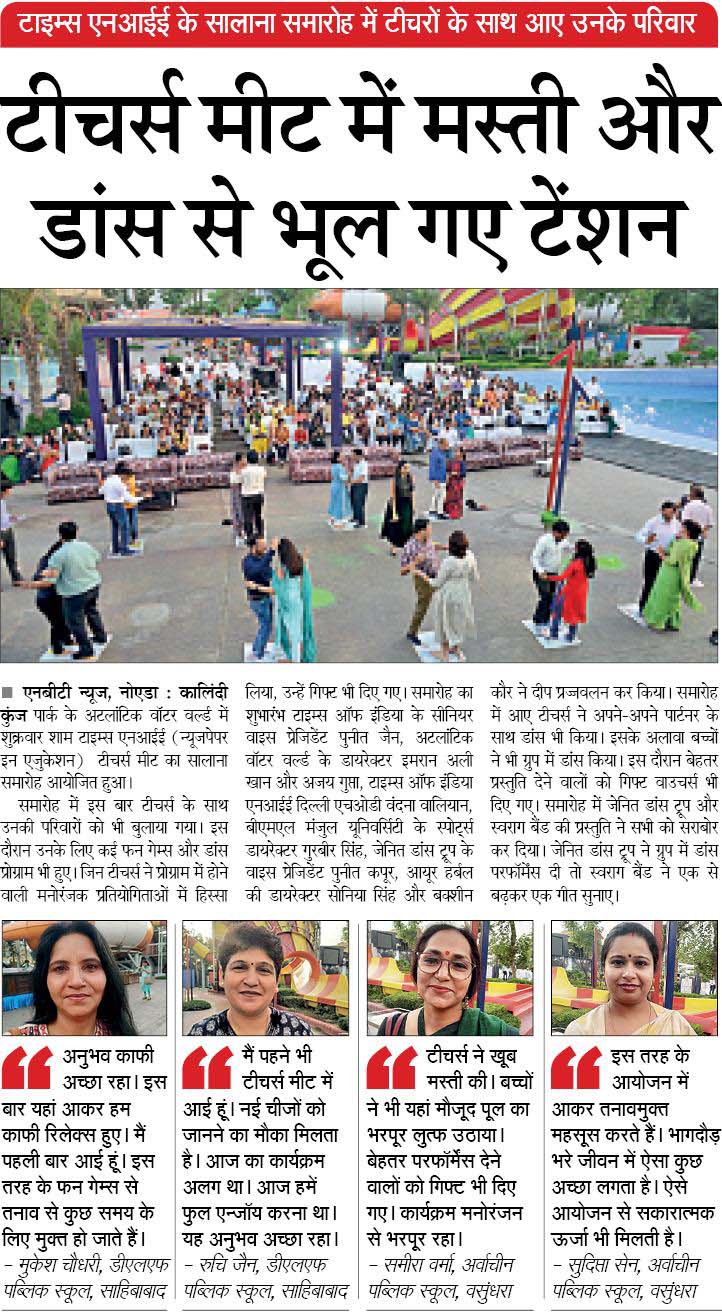 टाइम्स एनआईई के सालाना समारोह में टीचरों के साथ आए उनके परिवार
टीचर्स मीट में मस्ती और
डांस से भूल गए टेंशन
■ एनबीटी न्यूज, नोएडा : कालिंदी
कुंज पार्क के अटलांटिक वॉटर वर्ल्ड में
शुक्रवार शाम टाइम्स एनआईई (न्यूजपेपर
इन एजुकेशन) टीचर्स मीट का सालाना
समारोह आयोजित हुआ।
समारोह में इस बार टीचर्स के साथ
उनकी परिवारों को भी बुलाया गया। इस
दौरान उनके लिए कई फन गेम्स और डांस
प्रोग्राम भी हुए। जिन टीचर्स ने प्रोग्राम में होने
वाली मनोरंजक प्रतियोगिताओं में हिस्सा
लिया, उन्हें गिफ्ट भी दिए गए। समारोह का
शुभारंभ टाइम्स ऑफ इंडिया के सीनियर
वाइस प्रेजिडेंट पुनीत जैन, अटलांटिक
वॉटर वर्ल्ड के डायरेक्टर इमरान अली
खान और अजय गुप्ता, टाइम्स ऑफ इंडिया
एनआईई दिल्ली एचओडी वंदना वालियान,
बीएमएल मंजुल यूनिवर्सिटी के स्पोर्ट्स
डायरेक्टर गुरबीर सिंह, जेनित डांस ट्रूप के
वाइस प्रेजिडेंट पुनीत कपूर, आयूर हर्बल
की डायरेक्टर सोनिया सिंह और बक्शीन
कौर ने दीप प्रज्जवलन कर किया। समारोह
में आए टीचर्स ने अपने-अपने पार्टनर के
साथ डांस भी किया। इसके अलावा बच्चों
ने भी ग्रुप में डांस किया। इस दौरान बेहतर
प्रस्तुति देने वालों को गिफ्ट वाउचर्स भी
दिए गए। समारोह में जेनित डांस ट्रूप और
स्वराग बैंड की प्रस्तुति ने सभी को सराबोर
कर दिया। जेनित डांस ट्रूप ने ग्रुप में डांस
परफॉर्मेंस दी तो स्वराग बैंड ने एक से
बढ़कर एक गीत सुनाए।
अनुभव काफी
अच्छा रहा। इस
बार यहां आकर हम
काफी रिलेक्स हुए। मैं
पहली बार आई हूं। इस
तरह के फन गेम्स से
तनाव से कुछ समय के
लिए मुक्त हो जाते हैं।
– मुकेश चौधरी, डीएलएफ
पब्लिक स्कूल, साहिबाबाद
मैं पहने भी
टीचर्स मीट में
आई हूं। नई चीजों को
जानने का मौका मिलता
है। आज का कार्यक्रम
अलग था। आज हमें
फुल एन्जॉय करना था।
यह अनुभव अच्छा रहा।
– रुचि जैन, डीएलएफ
पब्लिक स्कूल, साहिबाबाद
टीचर्स ने खूब
मस्ती की। बच्चों
ने भी यहां मौजूद पूल का
भरपूर लुत्फ उठाया।
बेहतर परफॉर्मेंस देने
वालों को गिफ्ट भी दिए
गए। कार्यक्रम मनोरंजन
से भरपूर रहा।
– समीरा वर्मा, अर्वाचीन
पब्लिक स्कूल, वसुंधरा
इस तरह के
आयोजन में
आकर तनावमुक्त
महसूस करते हैं। भागदौड़
भरे जीवन में ऐसा कुछ
अच्छा लगता है। ऐसे
आयोजन से सकारात्मक
ऊर्जा भी मिलती है।
– सुदिप्ता सेन, अर्वाचीन
पब्लिक स्कूल, वसुंधरा